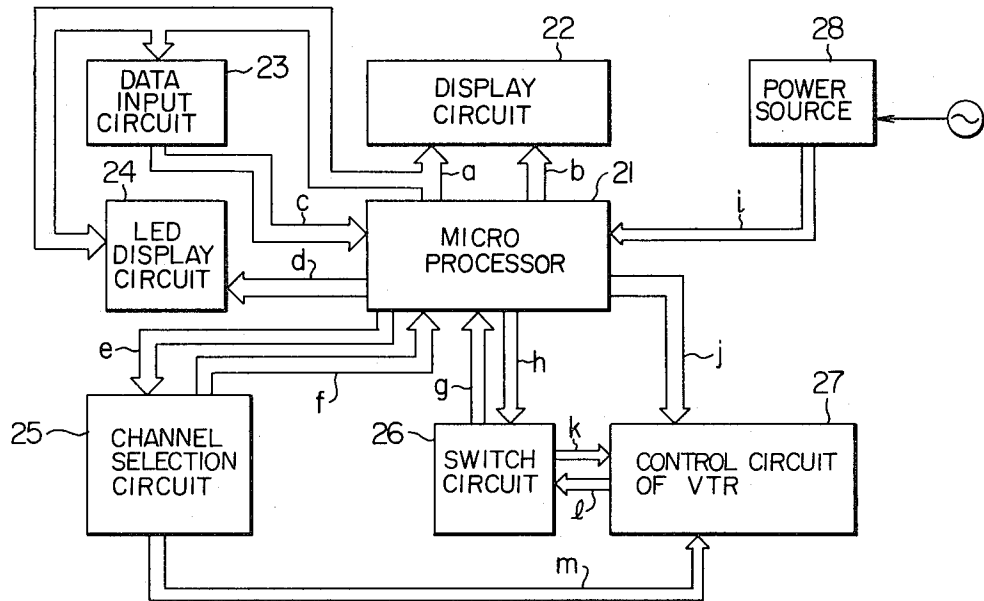 22
28
23
DATA
INPUT
CIRCUIT
DISPLAY
CIRCUIT
POWER
SOURCE
24
a
b
21
LED
DISPLAY
CIRCUIT
c
MICRO
PROCESSOR
i
d
e
f
g
h
j
25
CHANNEL
SELECTION
CIRCUIT
26
SWITCH
CIRCUIT
k
ℓ
27
CONTROL CIRCUIT
OF VTR
m